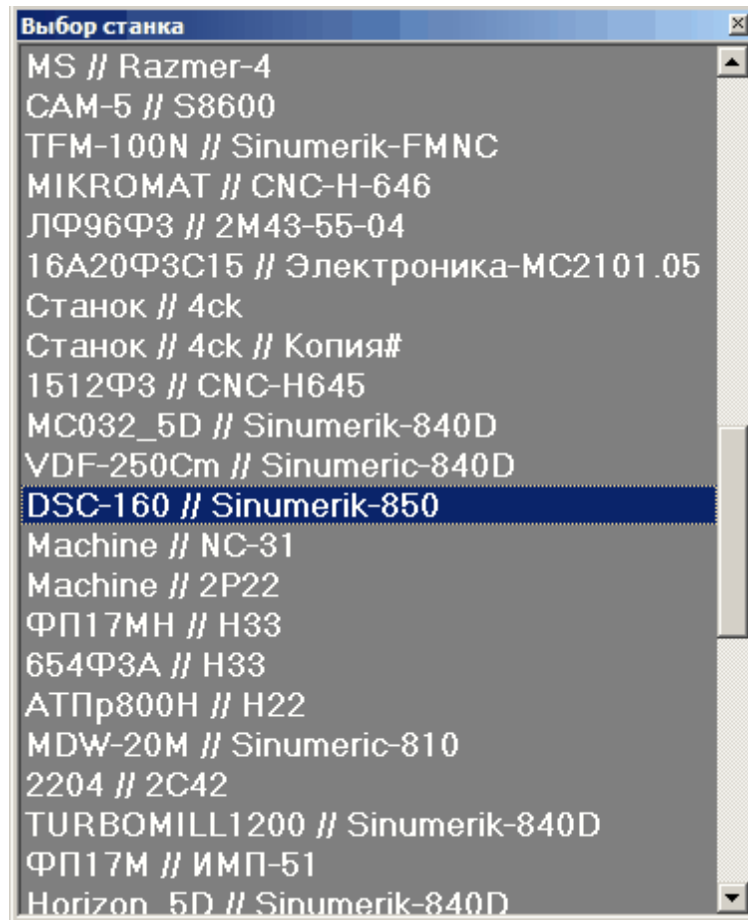 Выбор станка
MS // Razmer-4
САМ-5 // S8600
TFM-100N // Sinumerik-FMNC
MIKROMAT // CNC-H-646
ЛФ96Ф3 // 2М43-55-04
16А20Ф3С15 // Электроника-МС2101.05
Станок // 4ck
Станок // 4ck // Копия#
1512Ф3 // CNC-H645
MC032_5D // Sinumerik-840D
VDF-250Cm // Sinumeric-840D
DSC-160 // Sinumerik-850
Machine // NC-31
Machine // 2P22
ФП17МН // Н33
654Ф3А // Н33
АТПр800Н // Н22
MDW-20M // Sinumeric-810
2204 // 2C42
TURBOMILL1200 // Sinumerik-840D
ФП17М // ИМП-51
Horizon_5D // Sinumerik-840D